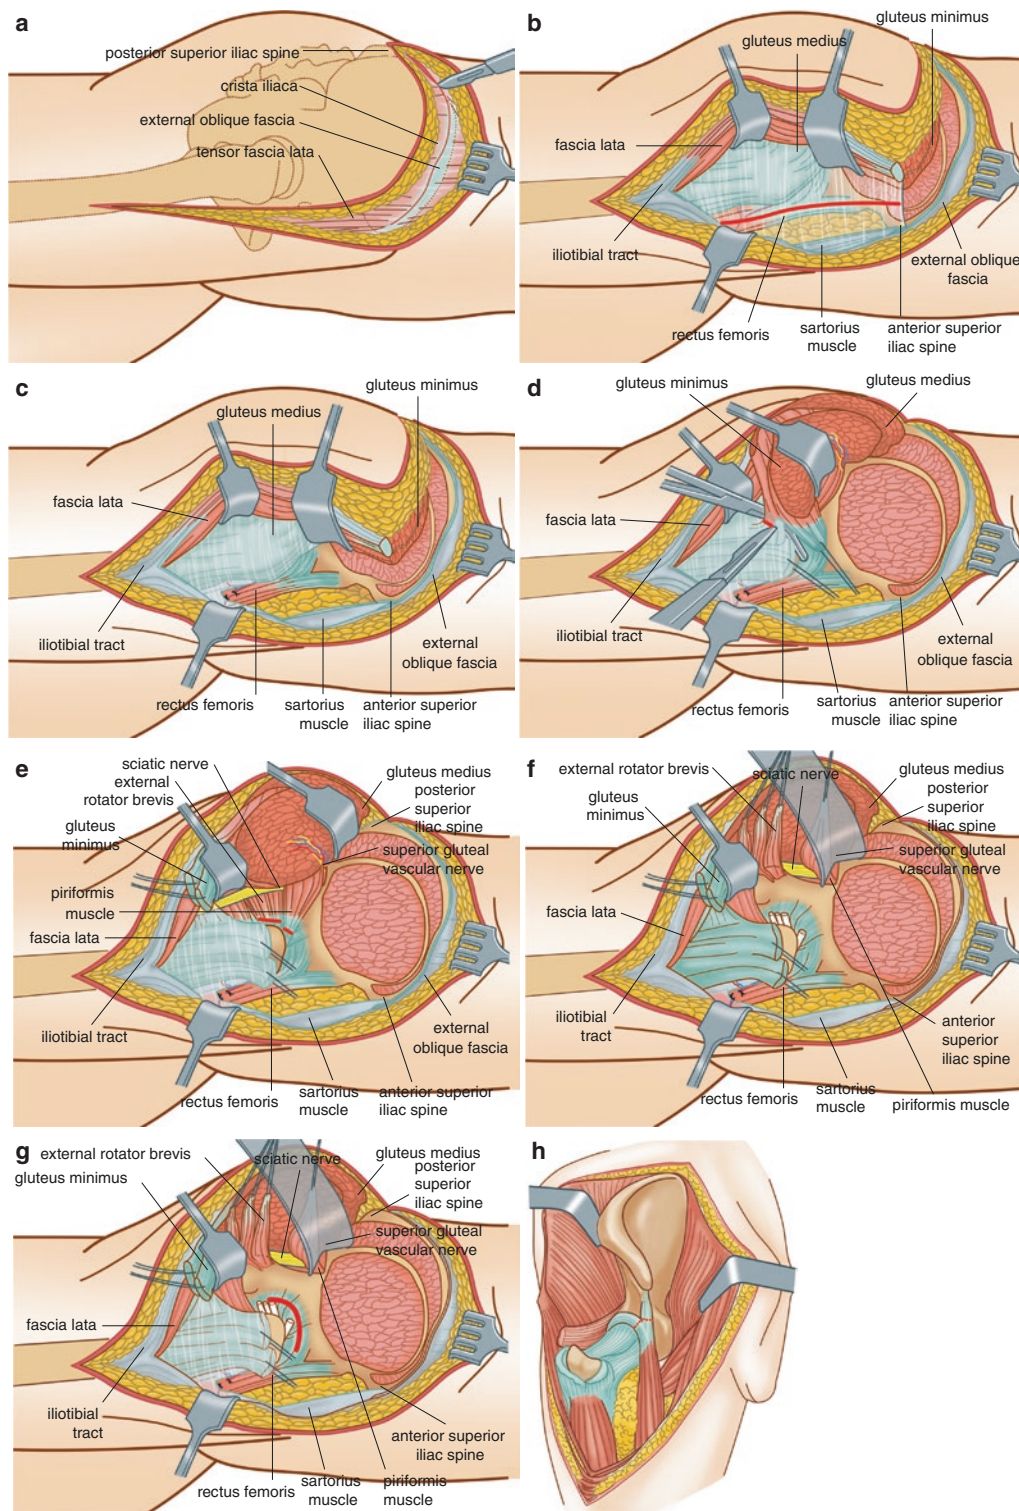 a
posterior superior iliac spine
crista iliaca
external oblique fascia
tensor fascia lata
b
gluteus minimus
gluteus medius
fascia lata
iliotibial tract
external oblique
fascia
rectus femoris
sartorius
muscle
anterior superior
iliac spine
c
gluteus minimus
gluteus medius
fascia lata
iliotibial tract
external
oblique fascia
rectus femoris
sartorius
muscle
anterior superior
iliac spine
d
gluteus minimus
gluteus medius
fascia lata
iliotibial tract
external
oblique fascia
rectus femoris
sartorius
muscle
anterior superior
iliac spine
e
sciatic nerve
external
rotator brevis
gluteus
minimus
piriformis
muscle
fascia lata
iliotibial tract
gluteus medius
posterior
superior
iliac spine
superior gluteal
vascular nerve
external
oblique fascia
rectus femoris
sartorius
muscle
anterior superior
iliac spine
f
external rotator brevis
sciatic nerve
gluteus
minimus
gluteus medius
posterior
superior
iliac spine
superior gluteal
vascular nerve
fascia lata
iliotibial
tract
anterior
superior
iliac spine
rectus femoris
sartorius
muscle
piriformis muscle
g
external rotator brevis
gluteus minimus
sciatic nerve
gluteus medius
posterior
superior
iliac spine
superior gluteal
vascular nerve
fascia lata
iliotibial
tract
anterior superior
iliac spine
rectus femoris
sartorius
muscle
piriformis
muscle
h